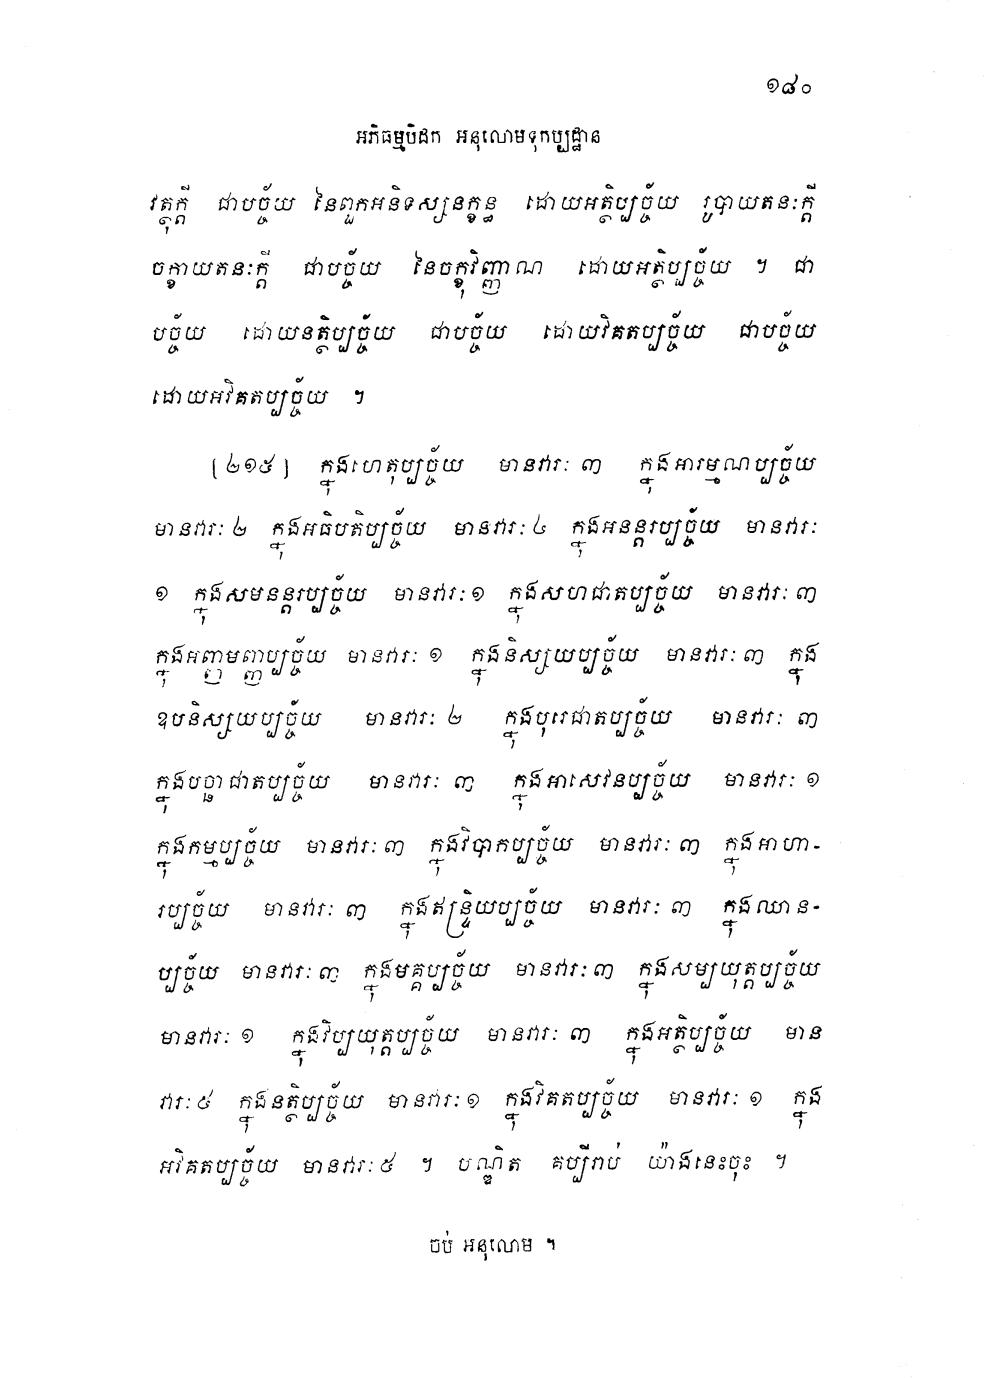 ១៨០
អភិធម្មបិដក អនុលោមទុកប្បដ្ឋាន
វត្ថុក្តី ជាបច្ច័យ នៃពួកអនិទស្សនក្ខន្ធ ដោយអត្ថិប្បច្ច័យ រូបាយតនៈក្តី
ចក្ខាយតនៈក្តី ជាបច្ច័យ នៃចក្ខុវិញ្ញាណ ដោយអត្ថិប្បច្ច័យ ។ ជា
បច្ច័យ ដោយនត្ថិប្បច្ច័យ ជាបច្ច័យ ដោយវិគតប្បច្ច័យ ជាបច្ច័យ
ដោយអវិគតប្បច្ច័យ ។
[២១៥] ក្នុងហេតុប្បច្ច័យ មានវារៈ ៣ ក្នុងអារម្មណប្បច្ច័យ
មានវារៈ ២ ក្នុងអធិបតិប្បច្ច័យ មានវារៈ ៤ ក្នុងអនន្តរប្បច្ច័យ មានវារៈ
១ ក្នុងសមនន្តរប្បច្ច័យ មានវារៈ ១ ក្នុងសហជាតប្បច្ច័យ មានវារៈ ៣
ក្នុងអញ្ញមញ្ញប្បច្ច័យ មានវារៈ ១ ក្នុងនិស្សយប្បច្ច័យ មានវារៈ ៣ ក្នុង
ឧបនិស្សយប្បច្ច័យ មានវារៈ ២ ក្នុងបុរេជាតប្បច្ច័យ មានវារៈ ៣
ក្នុងបច្ឆាជាតប្បច្ច័យ មានវារៈ ៣ ក្នុងអាសេវនប្បច្ច័យ មានវារៈ ១
ក្នុងកម្មប្បច្ច័យ មានវារៈ ៣ ក្នុងវិបាកប្បច្ច័យ មានវារៈ ៣ ក្នុងអាហា-
រប្បច្ច័យ មានវារៈ ៣ ក្នុងឥន្ទ្រិយប្បច្ច័យ មានវារៈ ៣ ក្នុងឈាន-
ប្បច្ច័យ មានវារៈ ៣ ក្នុងមគ្គប្បច្ច័យ មានវារៈ ៣ ក្នុងសម្បយុត្តប្បច្ច័យ
មានវារៈ ១ ក្នុងវិប្បយុត្តប្បច្ច័យ មានវារៈ ៣ ក្នុងអត្ថិប្បច្ច័យ មាន
វារៈ ៥ ក្នុងនត្ថិប្បច្ច័យ មានវារៈ ១ ក្នុងវិគតប្បច្ច័យ មានវារៈ ១ ក្នុង
អវិគតប្បច្ច័យ មានវារៈ ៥ ។ បណ្ឌិត គប្បីរាប់ យ៉ាងនេះចុះ ។
ចប់ អនុលោម ។